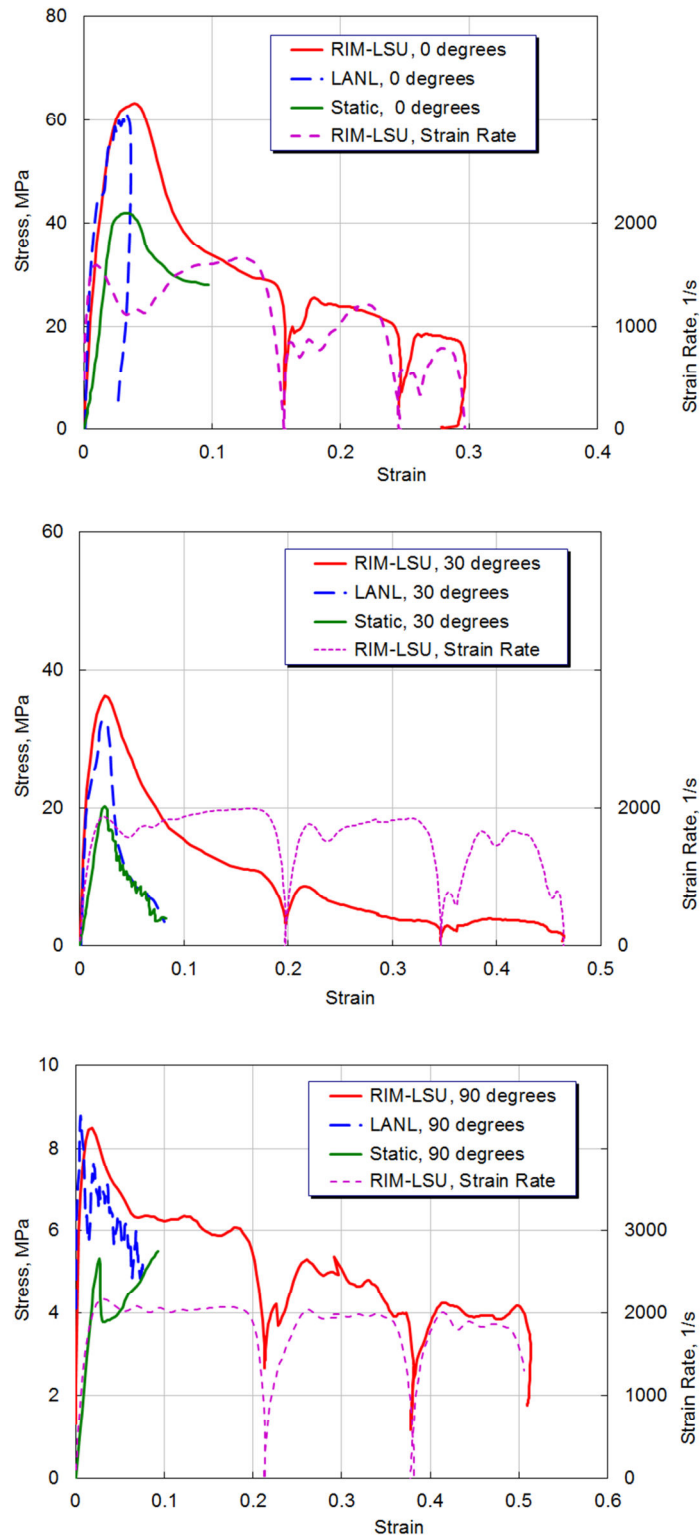 80
60
40
20
0
Stress, MPa
RIM-LSU, 0 degrees
LANL, 0 degrees
Static, 0 degrees
RIM-LSU, Strain Rate
2000
1000
0
Strain Rate, 1/s
0 0.1 0.2 0.3 0.4
Strain
60
40
20
0
Stress, MPa
RIM-LSU, 30 degrees
LANL, 30 degrees
Static, 30 degrees
RIM-LSU, Strain Rate
2000
0
Strain Rate, 1/s
0 0.1 0.2 0.3 0.4 0.5
Strain
10
8
6
4
2
0
Stress, MPa
RIM-LSU, 90 degrees
LANL, 90 degrees
Static, 90 degrees
RIM-LSU, Strain Rate
3000
2000
1000
0
Strain Rate, 1/s
0 0.1 0.2 0.3 0.4 0.5 0.6
Strain